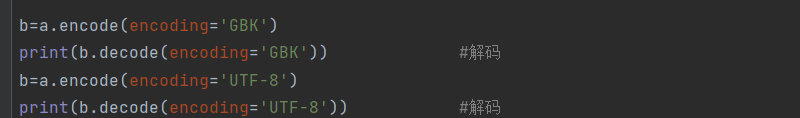 b=a.encode(encoding='GBK')
print(b.decode(encoding='GBK'))             #解码
b=a.encode(encoding='UTF-8')
print(b.decode(encoding='UTF-8'))           #解码